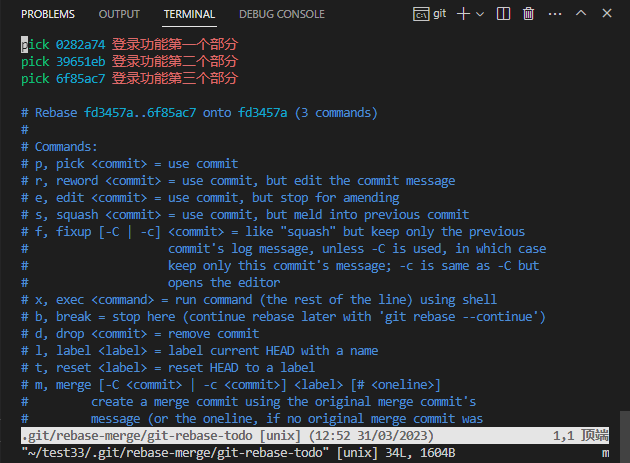 PROBLEMS OUTPUT TERMINAL DEBUG CONSOLE git
pick 0282a74 登录功能第一个部分
pick 39651eb 登录功能第二个部分
pick 6f85ac7 登录功能第三个部分
# Rebase fd3457a..6f85ac7 onto fd3457a (3 commands)
#
# Commands:
# p, pick <commit> = use commit
# r, reword <commit> = use commit, but edit the commit message
# e, edit <commit> = use commit, but stop for amending
# s, squash <commit> = use commit, but meld into previous commit
# f, fixup [-C | -c] <commit> = like "squash" but keep only the previous
# commit's log message, unless -C is used, in which case
# keep only this commit's message; -c is same as -C but
# opens the editor
# x, exec <command> = run command (the rest of the line) using shell
# b, break = stop here (continue rebase later with 'git rebase --continue')
# d, drop <commit> = remove commit
# l, label <label> = label current HEAD with a name
# t, reset <label> = reset HEAD to a label
# m, merge [-C <commit> | -c <commit>] <label> [# <oneline>]
# create a merge commit using the original merge commit's
# message (or the oneline, if no original merge commit was
.git/rebase-merge/git-rebase-todo [unix] (12:52 31/03/2023) 1,1 顶端
"~/test33/.git/rebase-merge/git-rebase-todo" [unix] 34L, 1604B m